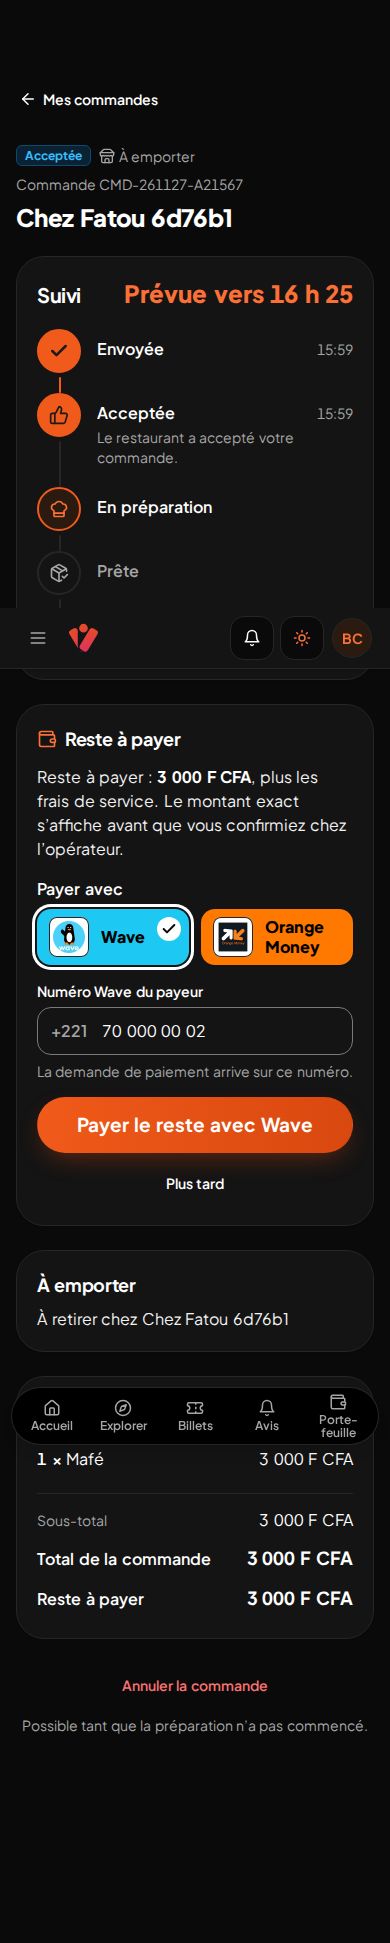 Mes commandes
Acceptée À emporter
Commande CMD-261127-A21567
Chez Fatou 6d76b1
Suivi Prévue vers 16 h 25
Envoyée 15:59
Acceptée 15:59
Le restaurant a accepté votre
commande.
En préparation
Prête
BC
Reste à payer
Reste à payer : 3 000 F CFA, plus les
frais de service. Le montant exact
s'affiche avant que vous confirmiez chez
l'opérateur.
Payer avec
Wave
Orange
Money
Numéro Wave du payeur
+221 70 000 00 02
La demande de paiement arrive sur ce numéro.
Payer le reste avec Wave
Plus tard
À emporter
À retirer chez Chez Fatou 6d76b1
Accueil Explorer Billets Avis Porte-
feuille
1 × Mafé 3 000 F CFA
Sous-total 3 000 F CFA
Total de la commande 3 000 F CFA
Reste à payer 3 000 F CFA
Annuler la commande
Possible tant que la préparation n'a pas commencé.